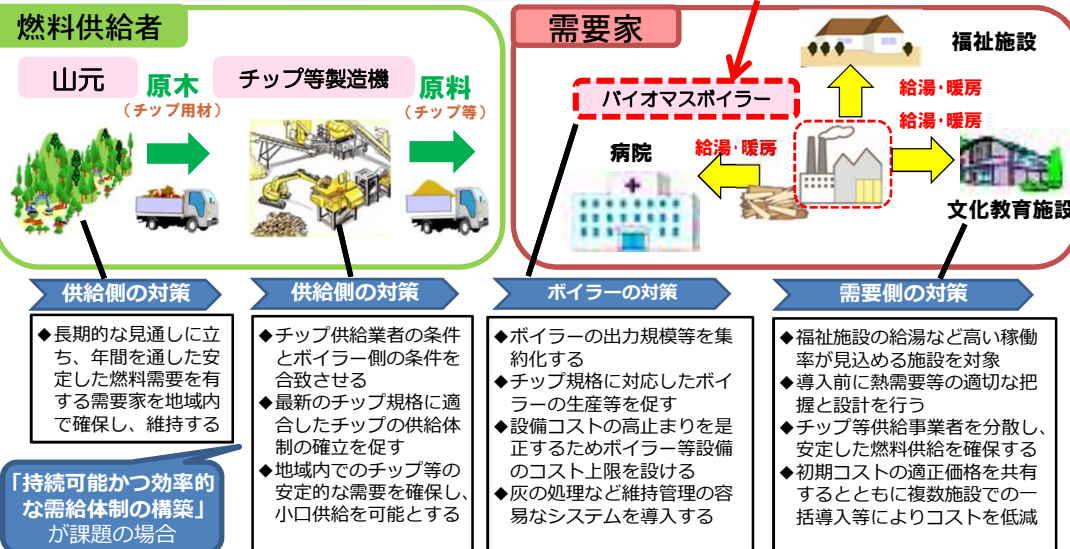 燃料供給者
山元
原木
（チップ用材）
チップ等製造機
原料
（チップ等）
需要家
福祉施設
バイオマスボイラー
給湯・暖房
給湯・暖房
病院
給湯・暖房
文化教育施設
供給側の対策
◆長期的な見通しに立
ち、年間を通した安
定した燃料需要を有
する需要家を地域内
で確保し、維持する
「持続可能かつ効率的
な需給体制の構築」
が課題の場合
供給側の対策
◆チップ供給業者の条件
とボイラー側の条件を
合致させる
◆最新のチップ規格に適
合したチップの供給体
制の確立を促す
◆地域内でのチップ等の
安定的な需要を確保し、
小口供給を可能とする
ボイラーの対策
◆ボイラーの出力規模等を集
約化する
◆チップ規格に対応したボイ
ラーの生産等を促す
◆設備コストの高止まりを是
正するためボイラー等設備
のコスト上限を設ける
◆灰の処理など維持管理の容
易なシステムを導入する
需要側の対策
◆福祉施設の給湯など高い稼働
率が見込める施設を対象
◆導入前に熱需要等の適切な把
握と設計を行う
◆チップ等供給事業者を分散し、
安定した燃料供給を確保する
◆初期コストの適正価格を共有
するとともに複数施設での一
括導入等によりコストを低減